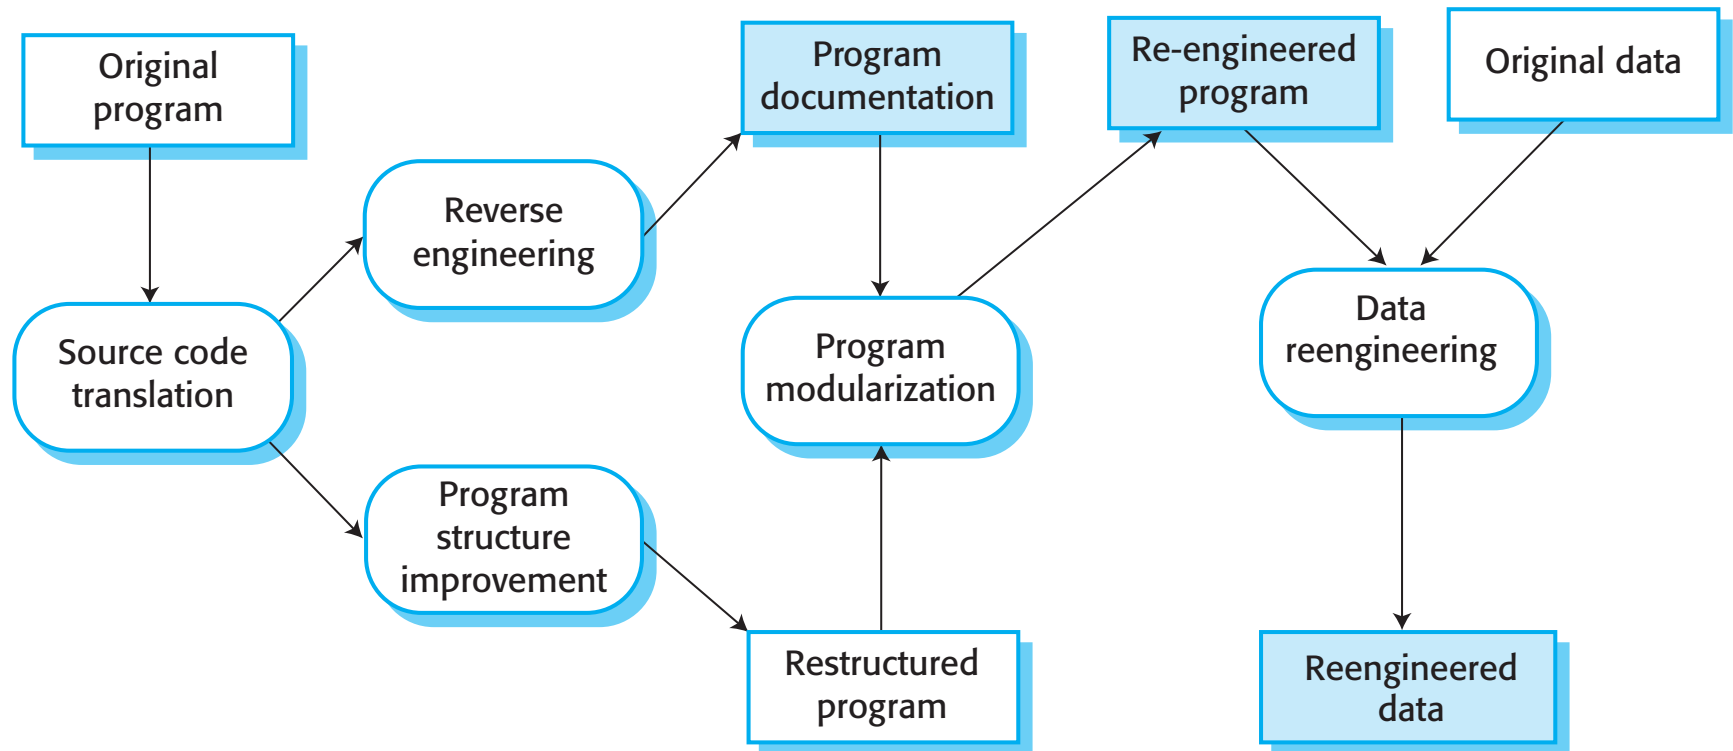 Original
program
Program
documentation
Re-engineered
program
Original data
Reverse
engineering
Source code
translation
Program
modularization
Data
reengineering
Program
structure
improvement
Restructured
program
Reengineered
data